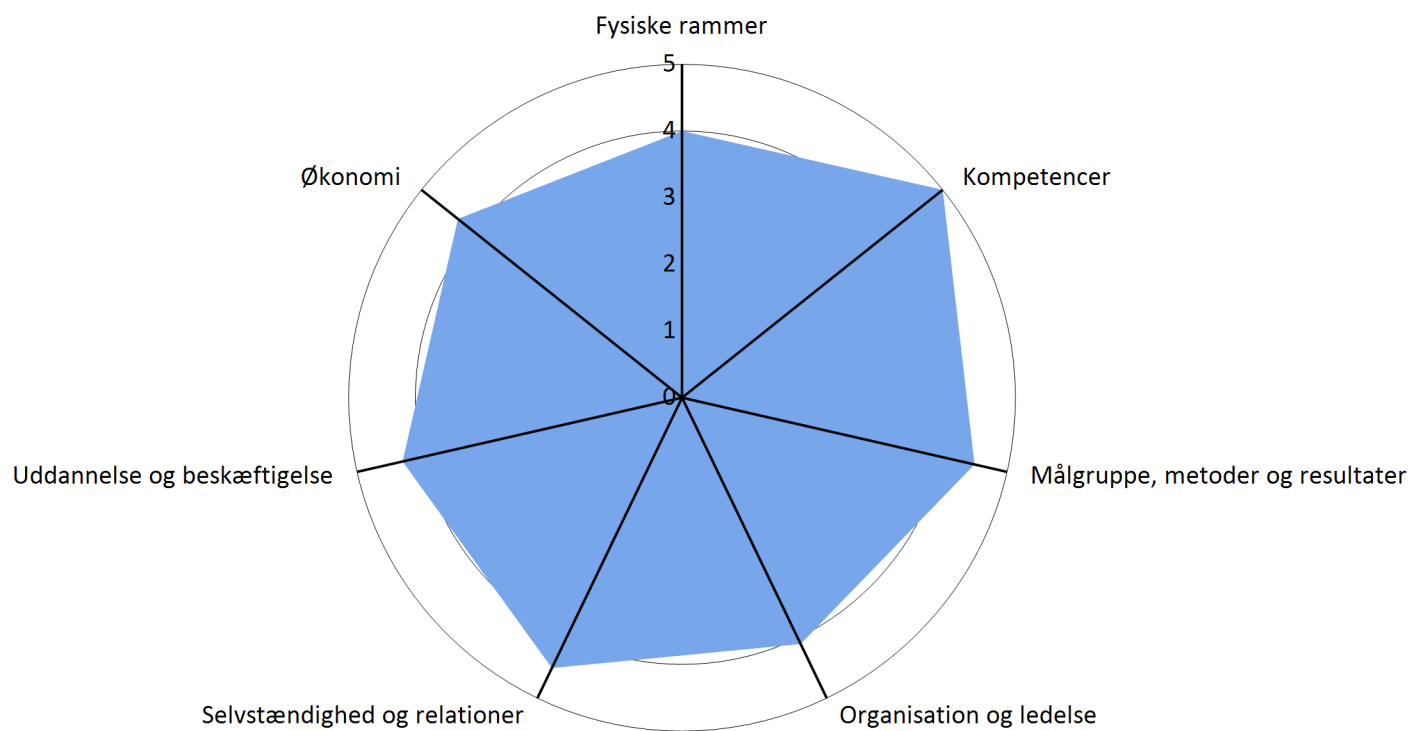 Fysiske rammer
5
4
Økonomi
Kompetencer
3
2
1
0
Uddannelse og beskæftigelse
Målgruppe, metoder og resultater
Selvstændighed og relationer
Organisation og ledelse